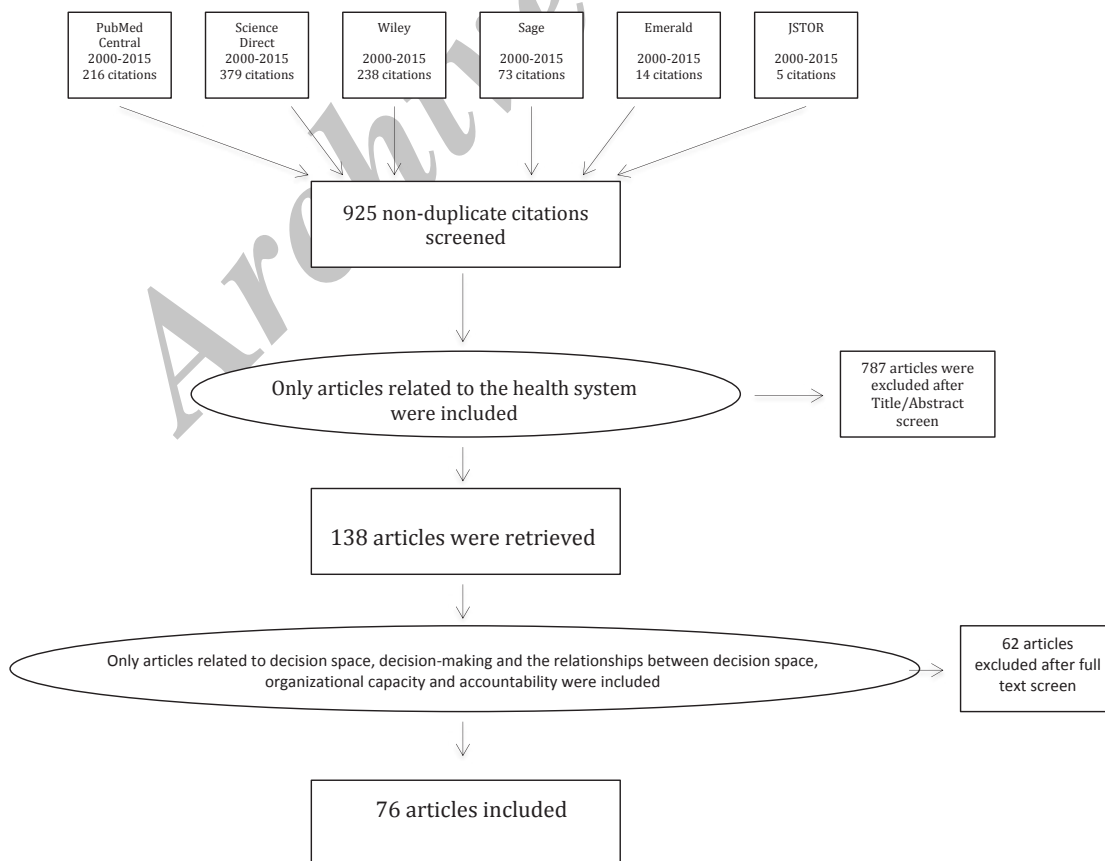 PubMed
Central
2000-2015
216 citations
Science
Direct
2000-2015
379 citations
Wiley
2000-2015
238 citations
Sage
2000-2015
73 citations
Emerald
2000-2015
14 citations
JSTOR
2000-2015
5 citations
Archive
925 non-duplicate citations
screened
Only articles related to the health system
were included
787 articles were
excluded after
Title/Abstract
screen
138 articles were retrieved
Only articles related to decision space, decision-making and the relationships between decision space,
organizational capacity and accountability were included
62 articles
excluded after full
text screen
76 articles included